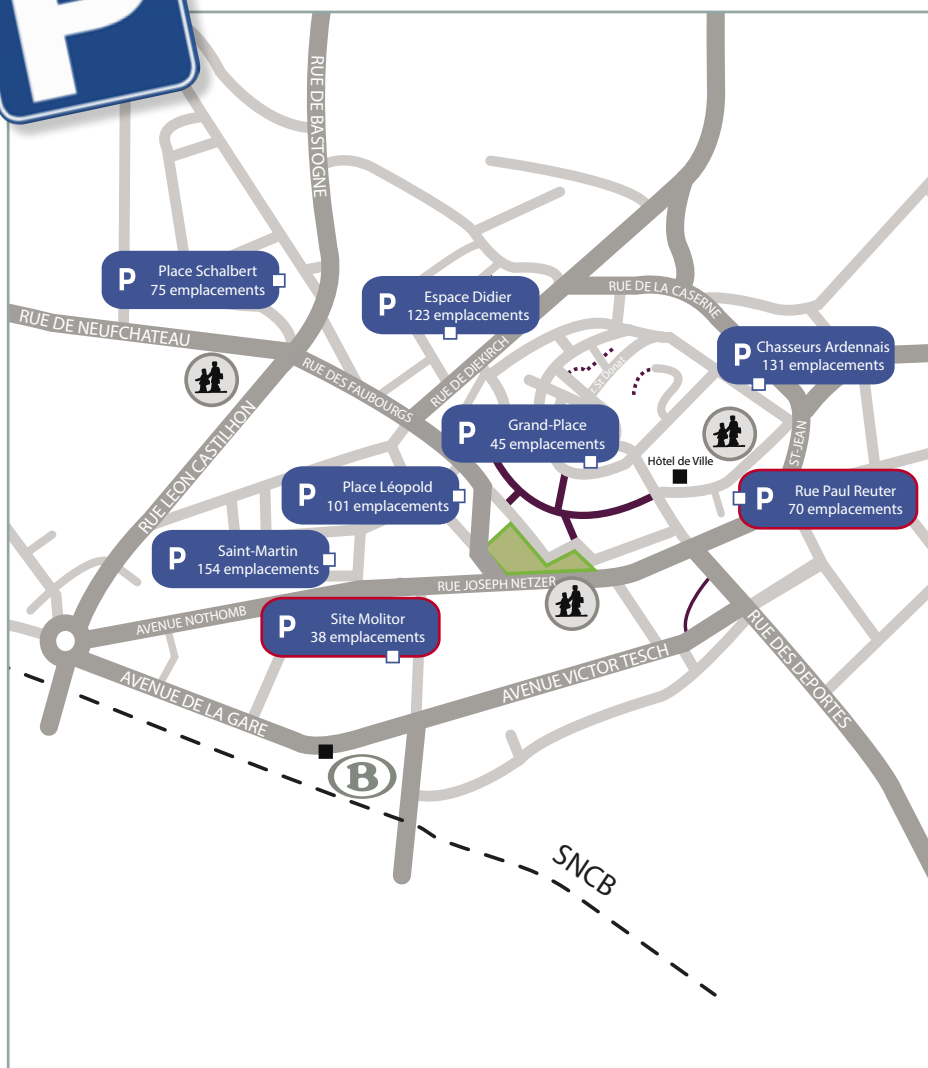 P
RUE DE BASTOGNE
P Place Schalbert
75 emplacements
P Espace Didier
123 emplacements
RUE DE LA CASERNE
RUE DE NEUFCHATEAU
RUE DES FAUBOURGS
RUE DE DIEKIRCH
r. St Donat
P Chasseurs Ardennais
131 emplacements
P Grand-Place
45 emplacements
Hôtel de Ville
ST-JEAN
RUE LEON CASTILHON
P Place Léopold
101 emplacements
P Rue Paul Reuter
70 emplacements
P Saint-Martin
154 emplacements
RUE JOSEPH NETZER
AVENUE NOTHOMB
P Site Molitor
38 emplacements
AVENUE VICTOR TESCH
RUE DES DEPORTES
AVENUE DE LA GARE
B
SNCB